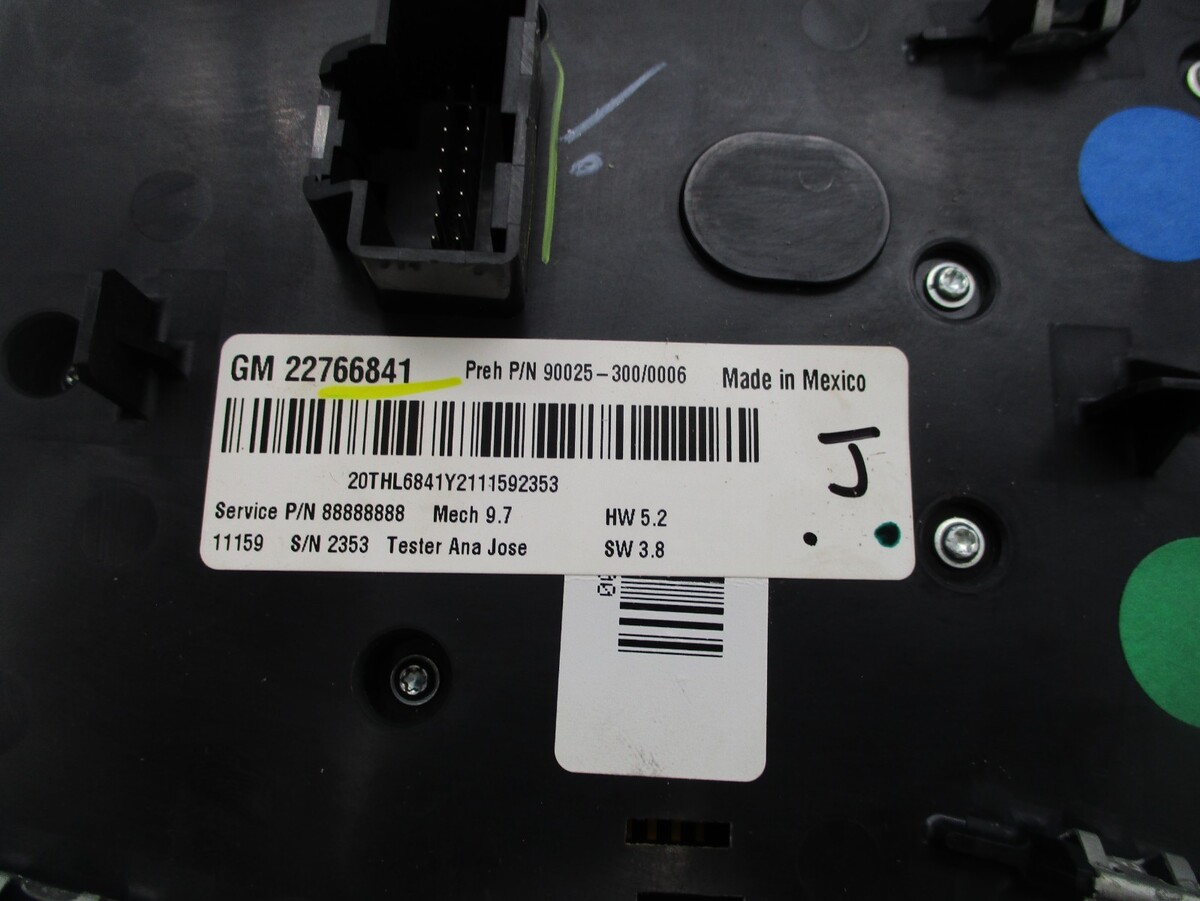 GM 22766841 Preh P/N 90025-300/0006 Made in Mexico
20THL6841Y2111592353
Service P/N 88888888 Mech 9.7 HW 5.2
11159 S/N 2353 Tester Ana Jose SW 3.8